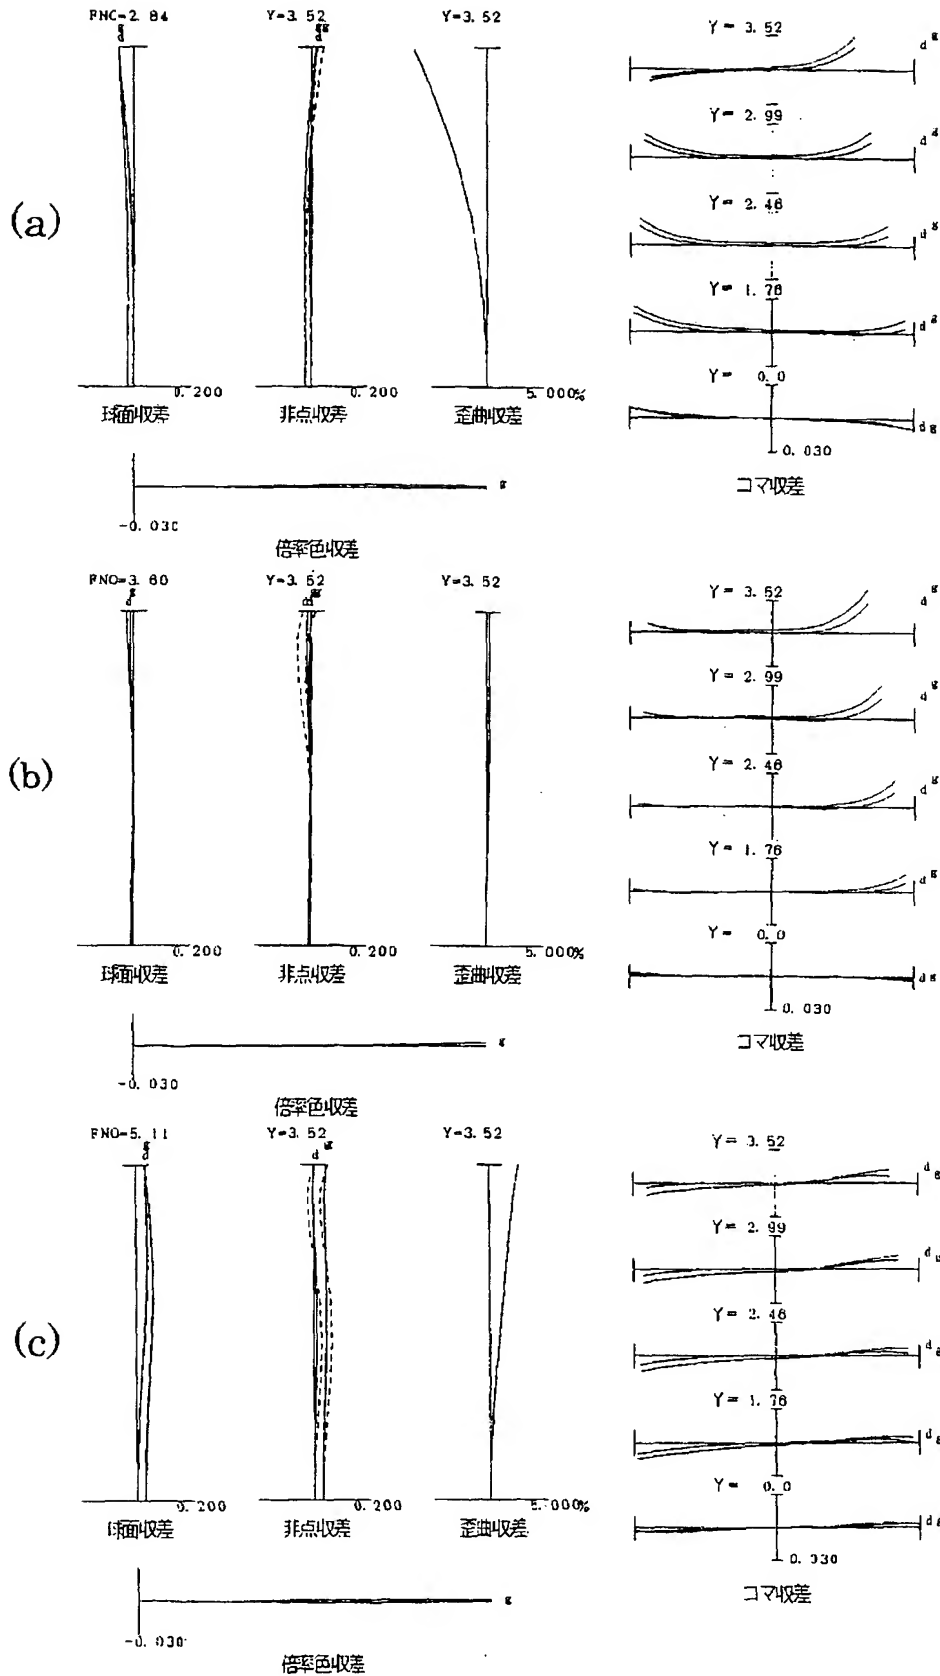 FNC=2.84 Y=3.52 Y=3.52
g
d
g
d
(a)
0.200 0.200 5.000%
球面収差 非点収差 歪曲収差
g
-0.030
倍率色収差
Y= 3.52
d g
Y= 2.99
d g
Y= 2.46
d g
Y= 1.76
d g
Y= 0.0
d g
0.030
コマ収差
FNO=3.60 Y=3.52 Y=3.52
g
d
g
d
(b)
0.200 0.200 5.000%
球面収差 非点収差 歪曲収差
g
-0.030
倍率色収差
Y= 3.52
d g
Y= 2.99
d g
Y= 2.46
d g
Y= 1.76
d g
Y= 0.0
d g
0.030
コマ収差
FNO=5.11 Y=3.52 Y=3.52
g
d
d g
(c)
0.200 0.200 5.000%
球面収差 非点収差 歪曲収差
g
-0.030
倍率色収差
Y= 3.52
d g
Y= 2.99
d g
Y= 2.46
d g
Y= 1.76
d g
Y= 0.0
d g
0.030
コマ収差